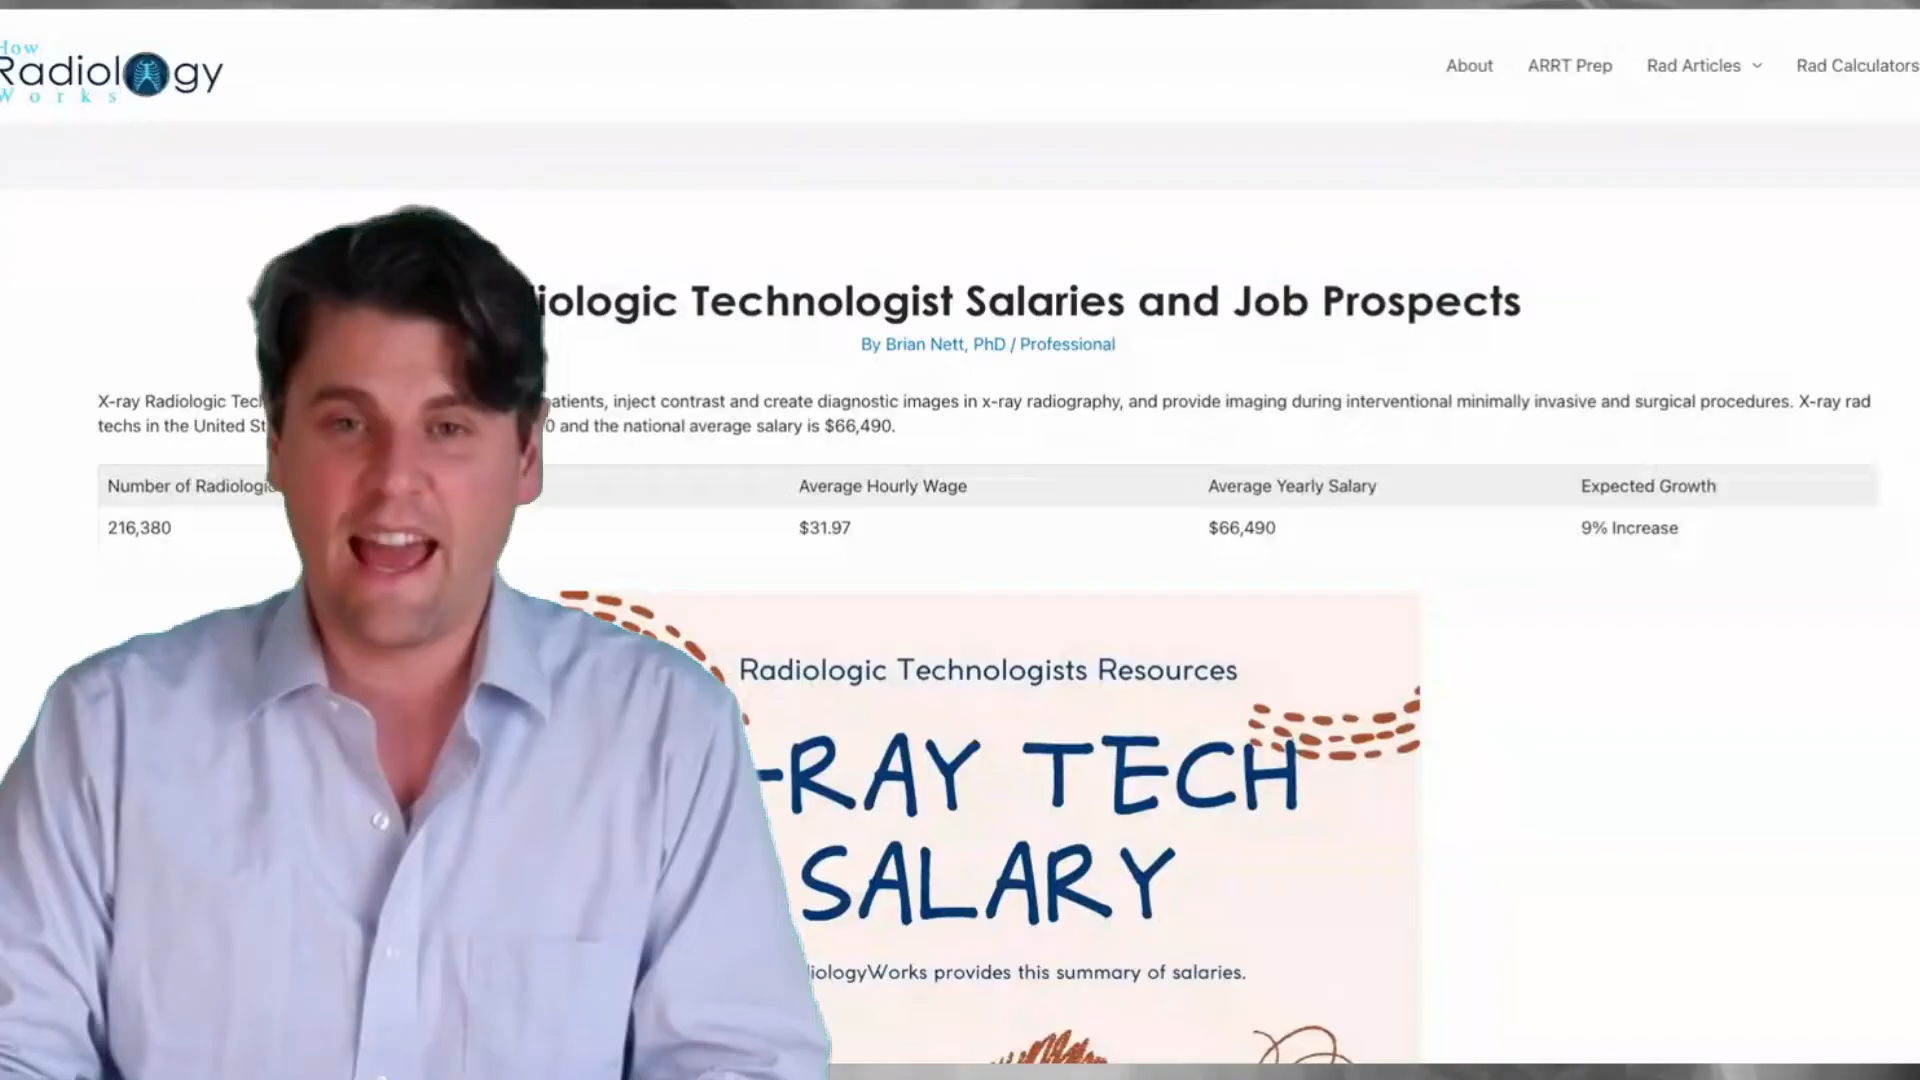 How
Radiology
Works
About
ARRT Prep
Rad Articles
Rad Calculators
iologic Technologist Salaries and Job Prospects
By Brian Nett, PhD / Professional
X-ray Radiologic Tec atients, inject contrast and create diagnostic images in x-ray radiography, and provide imaging during interventional minimally invasive and surgical procedures. X-ray rad
techs in the United St 0 and the national average salary is $66,490.
Number of Radiologic Average Hourly Wage Average Yearly Salary Expected Growth
216,380 $31.97 $66,490 9% Increase
Radiologic Technologists Resources
-RAY TECH
SALARY
iologyWorks provides this summary of salaries.